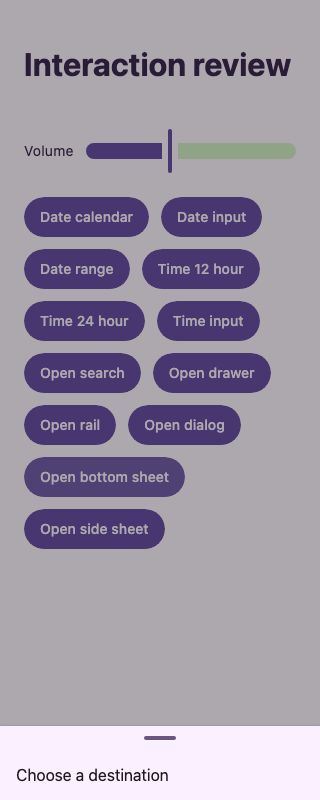 Interaction review
Volume
Date calendar
Date input
Date range
Time 12 hour
Time 24 hour
Time input
Open search
Open drawer
Open rail
Open dialog
Open bottom sheet
Open side sheet
Choose a destination